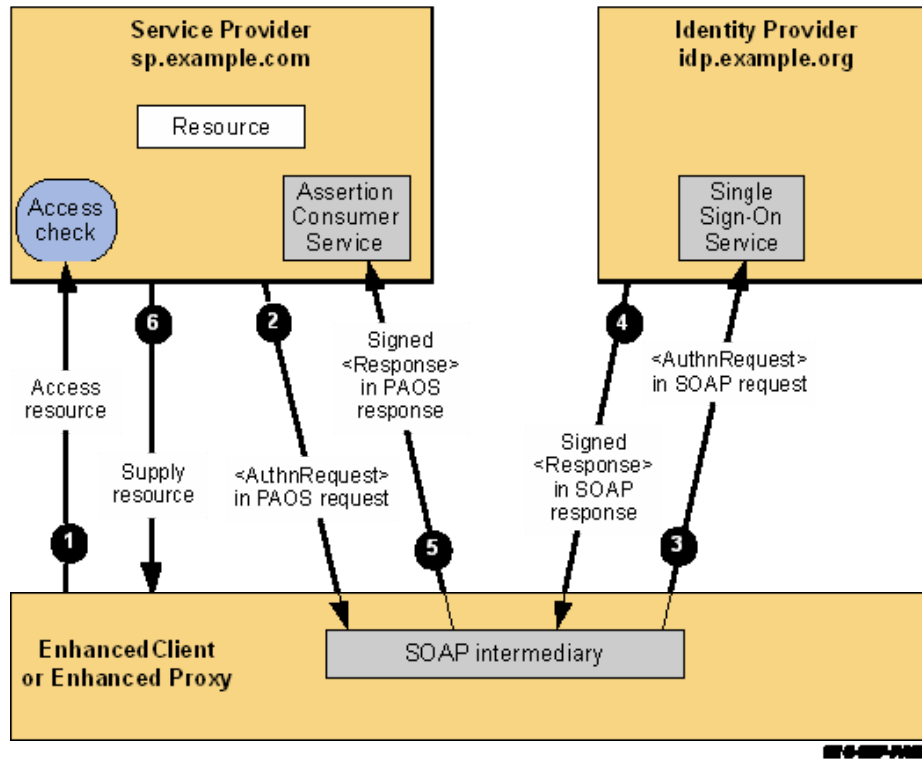 Service Provider
sp.example.com
Resource
Access
check
Assertion
Consumer
Service
Identity Provider
idp.example.org
Single
Sign-On
Service
1
Access
resource
6
Supply
resource
2
<AuthnRequest>
in PAOS request
Signed
<Response>
in PAOS
response
5
4
Signed
<Response>
in SOAP
response
<AuthnRequest>
in SOAP request
3
Enhanced Client
or Enhanced Proxy
SOAP intermediary